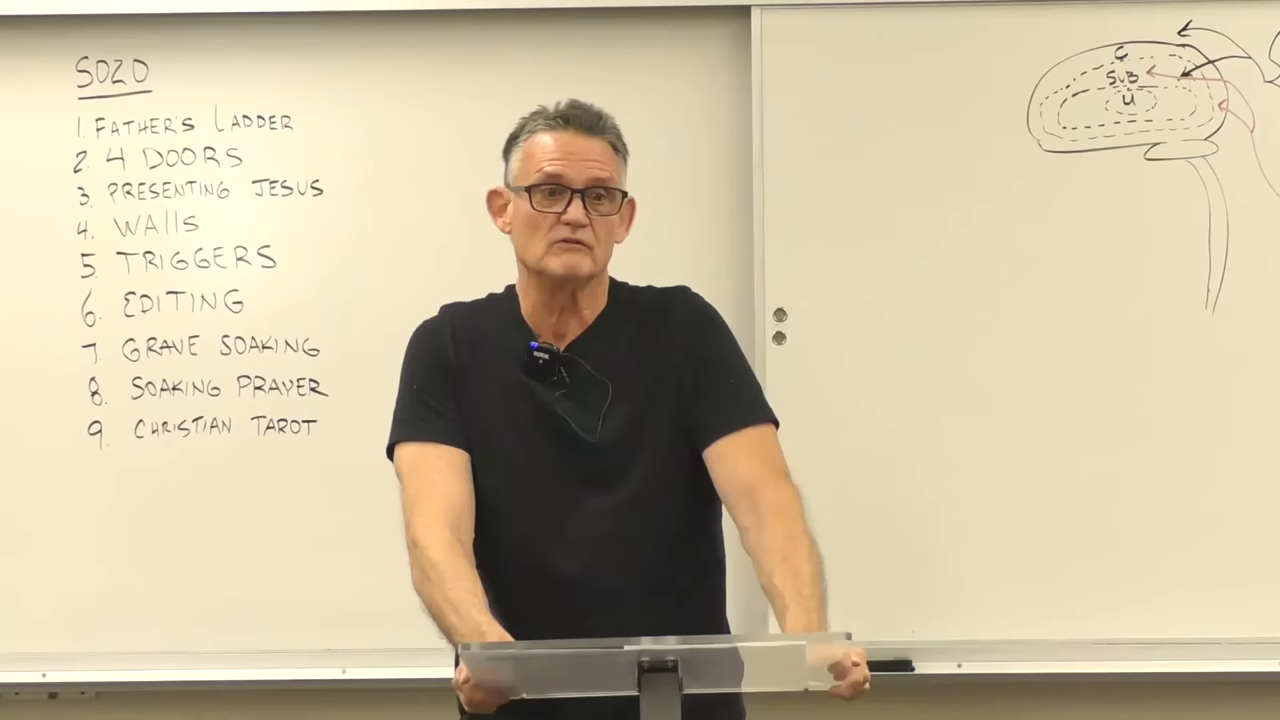 SOZO
1. FATHER'S LADDER
2. 4 DOORS
3. PRESENTING JESUS
4. WALLS
5 TRIGGERS
6. EDITING
7. GRAVE SOAKING
8. SOAKING PRAYER
9. CHRISTIAN TAROT
C
SUB
U